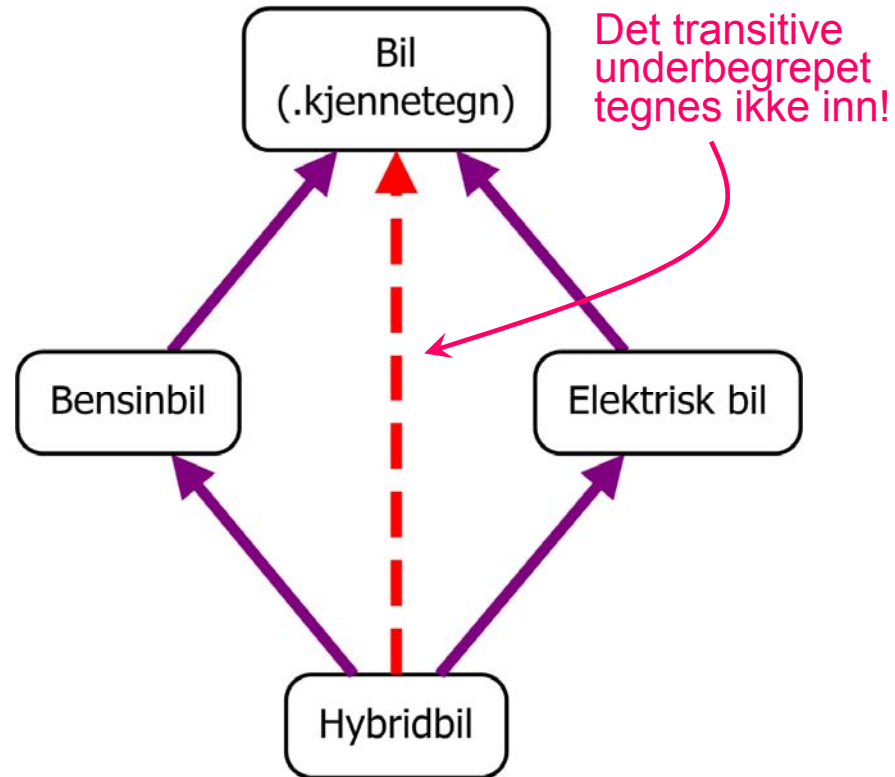 Bil
(.kjennetegn)
Det transitive
underbegrepet
tegnes ikke inn!
Bensinbil
Elektrisk bil
Hybridbil